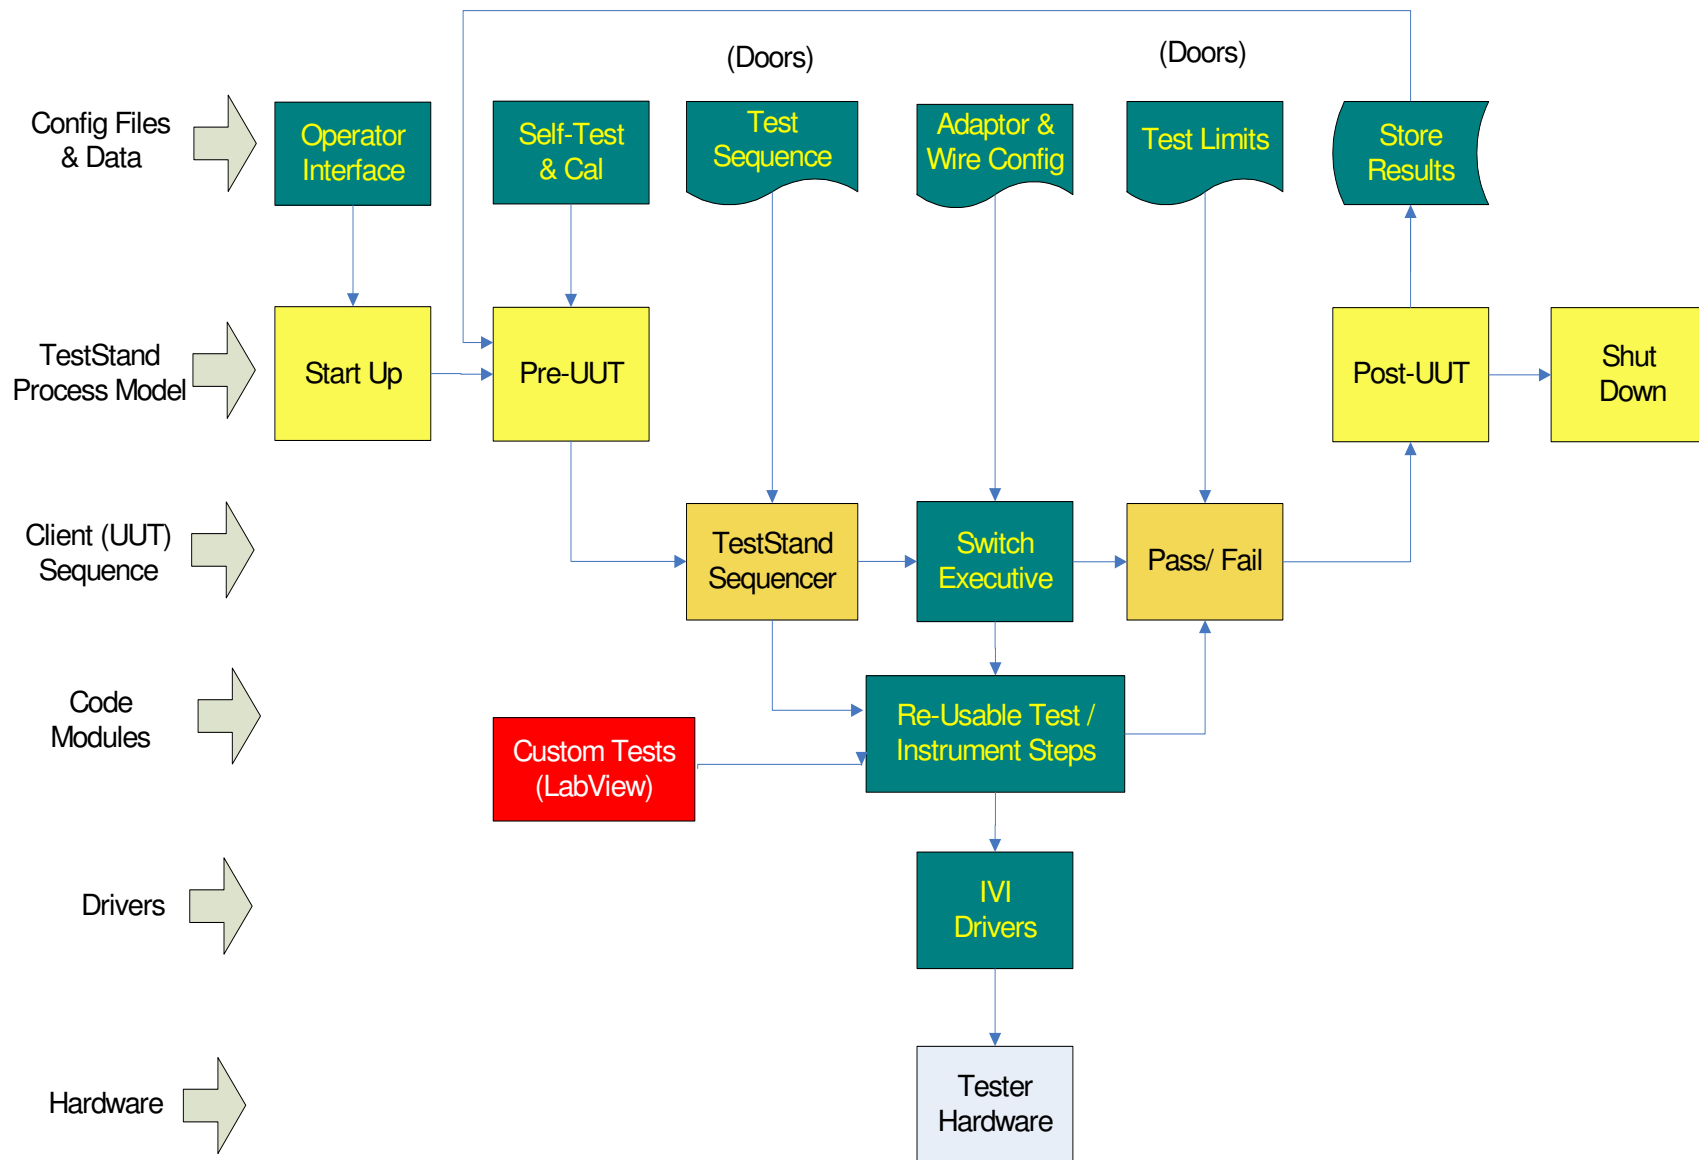 (Doors)
(Doors)
Config Files
& Data
Operator
Interface
Self-Test
& Cal
Test
Sequence
Adaptor &
Wire Config
Test Limits
Store
Results
TestStand
Process Model
Start Up
Pre-UUT
Post-UUT
Shut
Down
Client (UUT)
Sequence
TestStand
Sequencer
Switch
Executive
Pass/ Fail
Code
Modules
Custom Tests
(LabView)
Re-Usable Test /
Instrument Steps
Drivers
IVI
Drivers
Hardware
Tester
Hardware